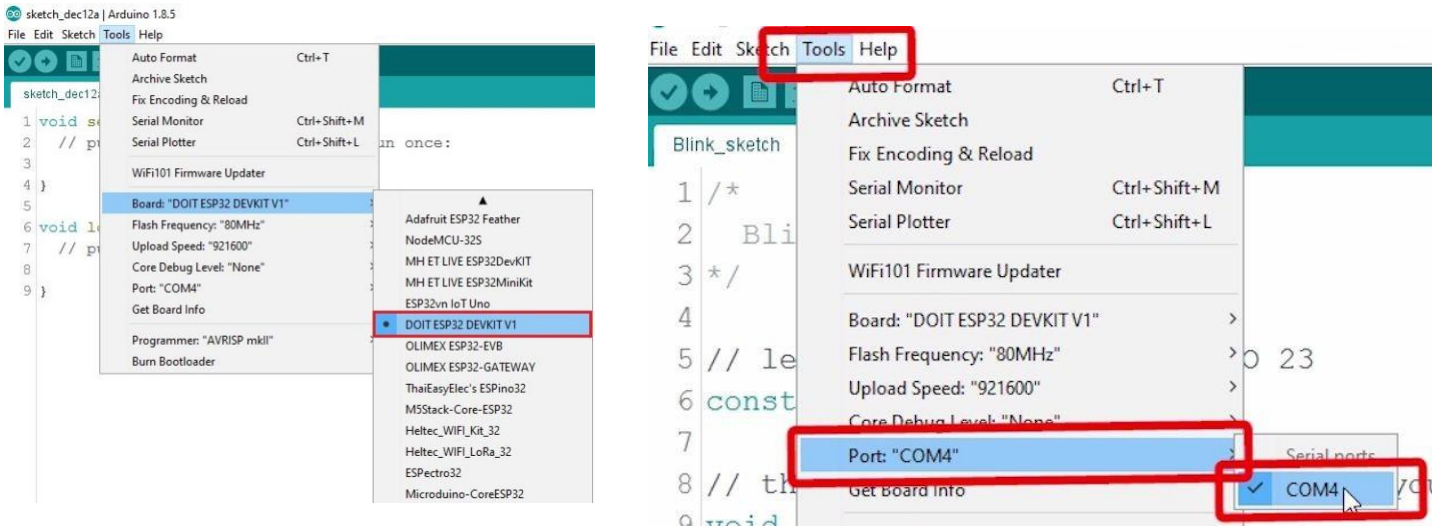 sketch_dec12a | Arduino 1.8.5
File Edit Sketch Tools Help
Auto Format Ctrl+T
Archive Sketch
Fix Encoding & Reload
Serial Monitor Ctrl+Shift+M
Serial Plotter Ctrl+Shift+L
WiFi101 Firmware Updater
Board: "DOIT ESP32 DEVKIT V1"
Flash Frequency: "80MHz"
Upload Speed: "921600"
Core Debug Level: "None"
Port: "COM4"
Get Board Info
Programmer: "AVRISP mkII"
Burn Bootloader
sketch_dec12a
1 void
2 // once:
3
4 }
5
6 void
7 //
8
9 }
Adafruit ESP32 Feather
NodeMCU-32S
MH ET LIVE ESP32DevKIT
MH ET LIVE ESP32MiniKit
ESP32vn IoT Uno
DOIT ESP32 DEVKIT V1
OLIMEX ESP32-EVB
OLIMEX ESP32-GATEWAY
ThaiEasyElec's ESPino32
M5Stack-Core-ESP32
Heltec_WIFI_Kit_32
Heltec_WIFI_LoRa_32
ESPectro32
Microduino-CoreESP32
File Edit Sketch Tools Help
Auto Format Ctrl+T
Archive Sketch
Fix Encoding & Reload
Serial Monitor Ctrl+Shift+M
Serial Plotter Ctrl+Shift+L
WiFi101 Firmware Updater
Board: "DOIT ESP32 DEVKIT V1"
Flash Frequency: "80MHz"
Upload Speed: "921600"
Core Debug Level: "None"
Port: "COM4"
Get Board Info
Serial ports
COM4
Blink_sketch
1 /*
2 Bli
3 */
4
5 // le 23
6 const
7
8 // th
9 void